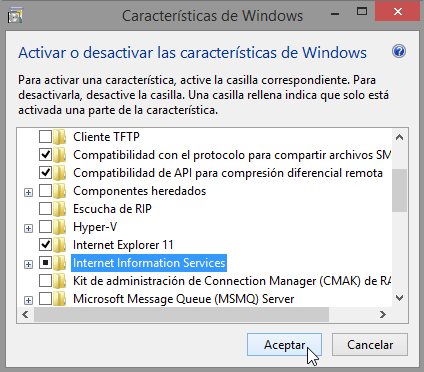 Características de Windows
Activar o desactivar las características de Windows
Para activar una característica, active la casilla correspondiente. Para
desactivarla, desactive la casilla. Una casilla rellena indica que solo está
activada una parte de la característica.
Cliente TFTP
Compatibilidad con el protocolo para compartir archivos SM
Compatibilidad de API para compresión diferencial remota
Componentes heredados
Escucha de RIP
Hyper-V
Internet Explorer 11
Internet Information Services
Kit de administración de Connection Manager (CMAK) de RA
Microsoft Message Queue (MSMQ) Server
Aceptar Cancelar